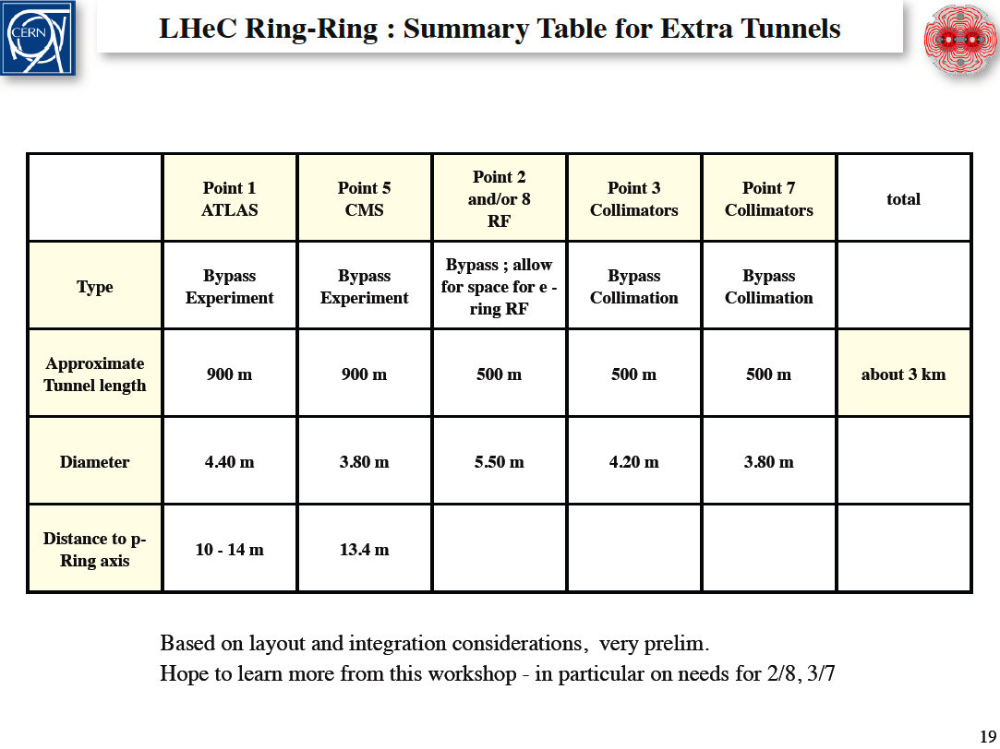 CERN
LHeC Ring-Ring : Summary Table for Extra Tunnels
Point 1
ATLAS
Point 5
CMS
Point 2
and/or 8
RF
Point 3
Collimators
Point 7
Collimators
total
Type
Bypass
Experiment
Bypass
Experiment
Bypass ; allow
for space for e -
ring RF
Bypass
Collimation
Bypass
Collimation
Approximate
Tunnel length
900 m
900 m
500 m
500 m
500 m
about 3 km
Diameter
4.40 m
3.80 m
5.50 m
4.20 m
3.80 m
Distance to p-
Ring axis
10 - 14 m
13.4 m
Based on layout and integration considerations, very prelim.
Hope to learn more from this workshop - in particular on needs for 2/8, 3/7
19